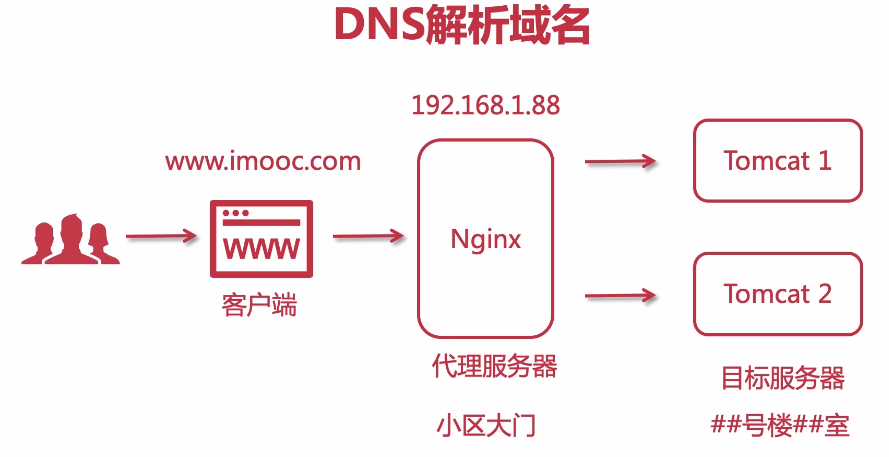 DNS解析域名
192.168.1.88
www.imooc.com
Tomcat 1
WWW
Nginx
客户端
Tomcat 2
代理服务器
目标服务器
小区大门
##号楼##室